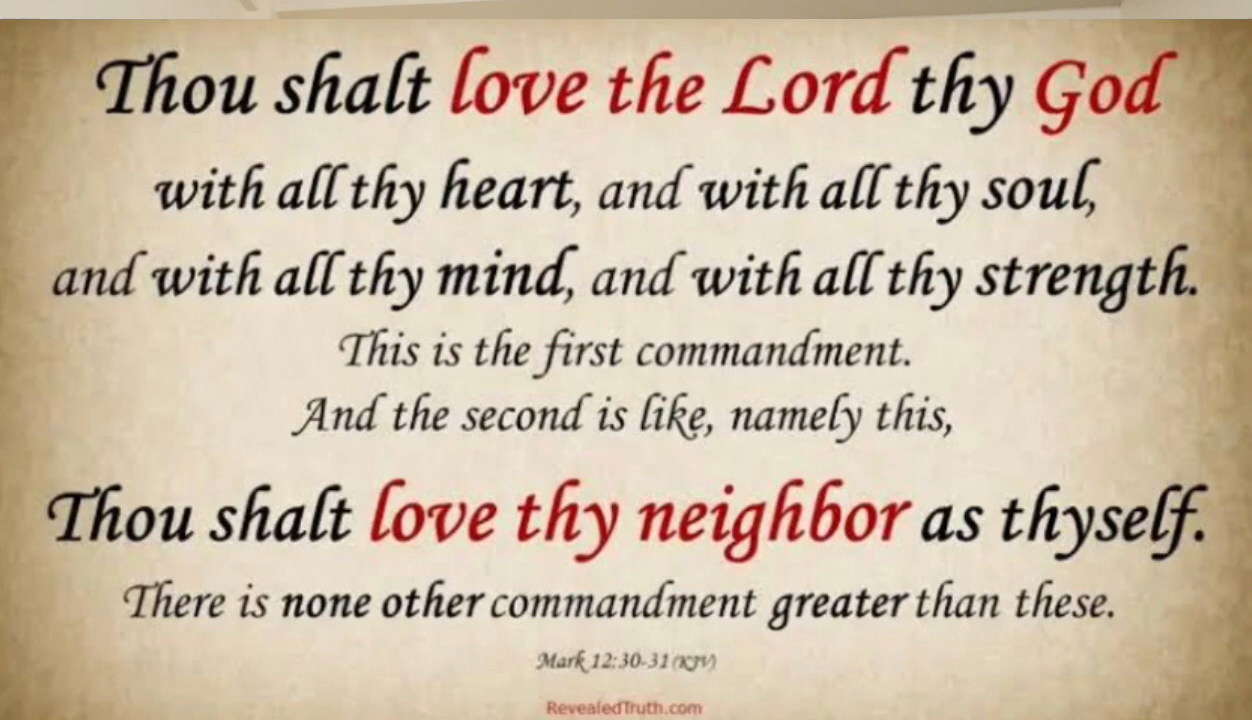 Thou shalt love the Lord thy God
with all thy heart, and with all thy soul,
and with all thy mind, and with all thy strength.
This is the first commandment.
And the second is like, namely this,
Thou shalt love thy neighbor as thyself.
There is none other commandment greater than these.
Mark 12:30-31 (KJV)
RevealedTruth.com